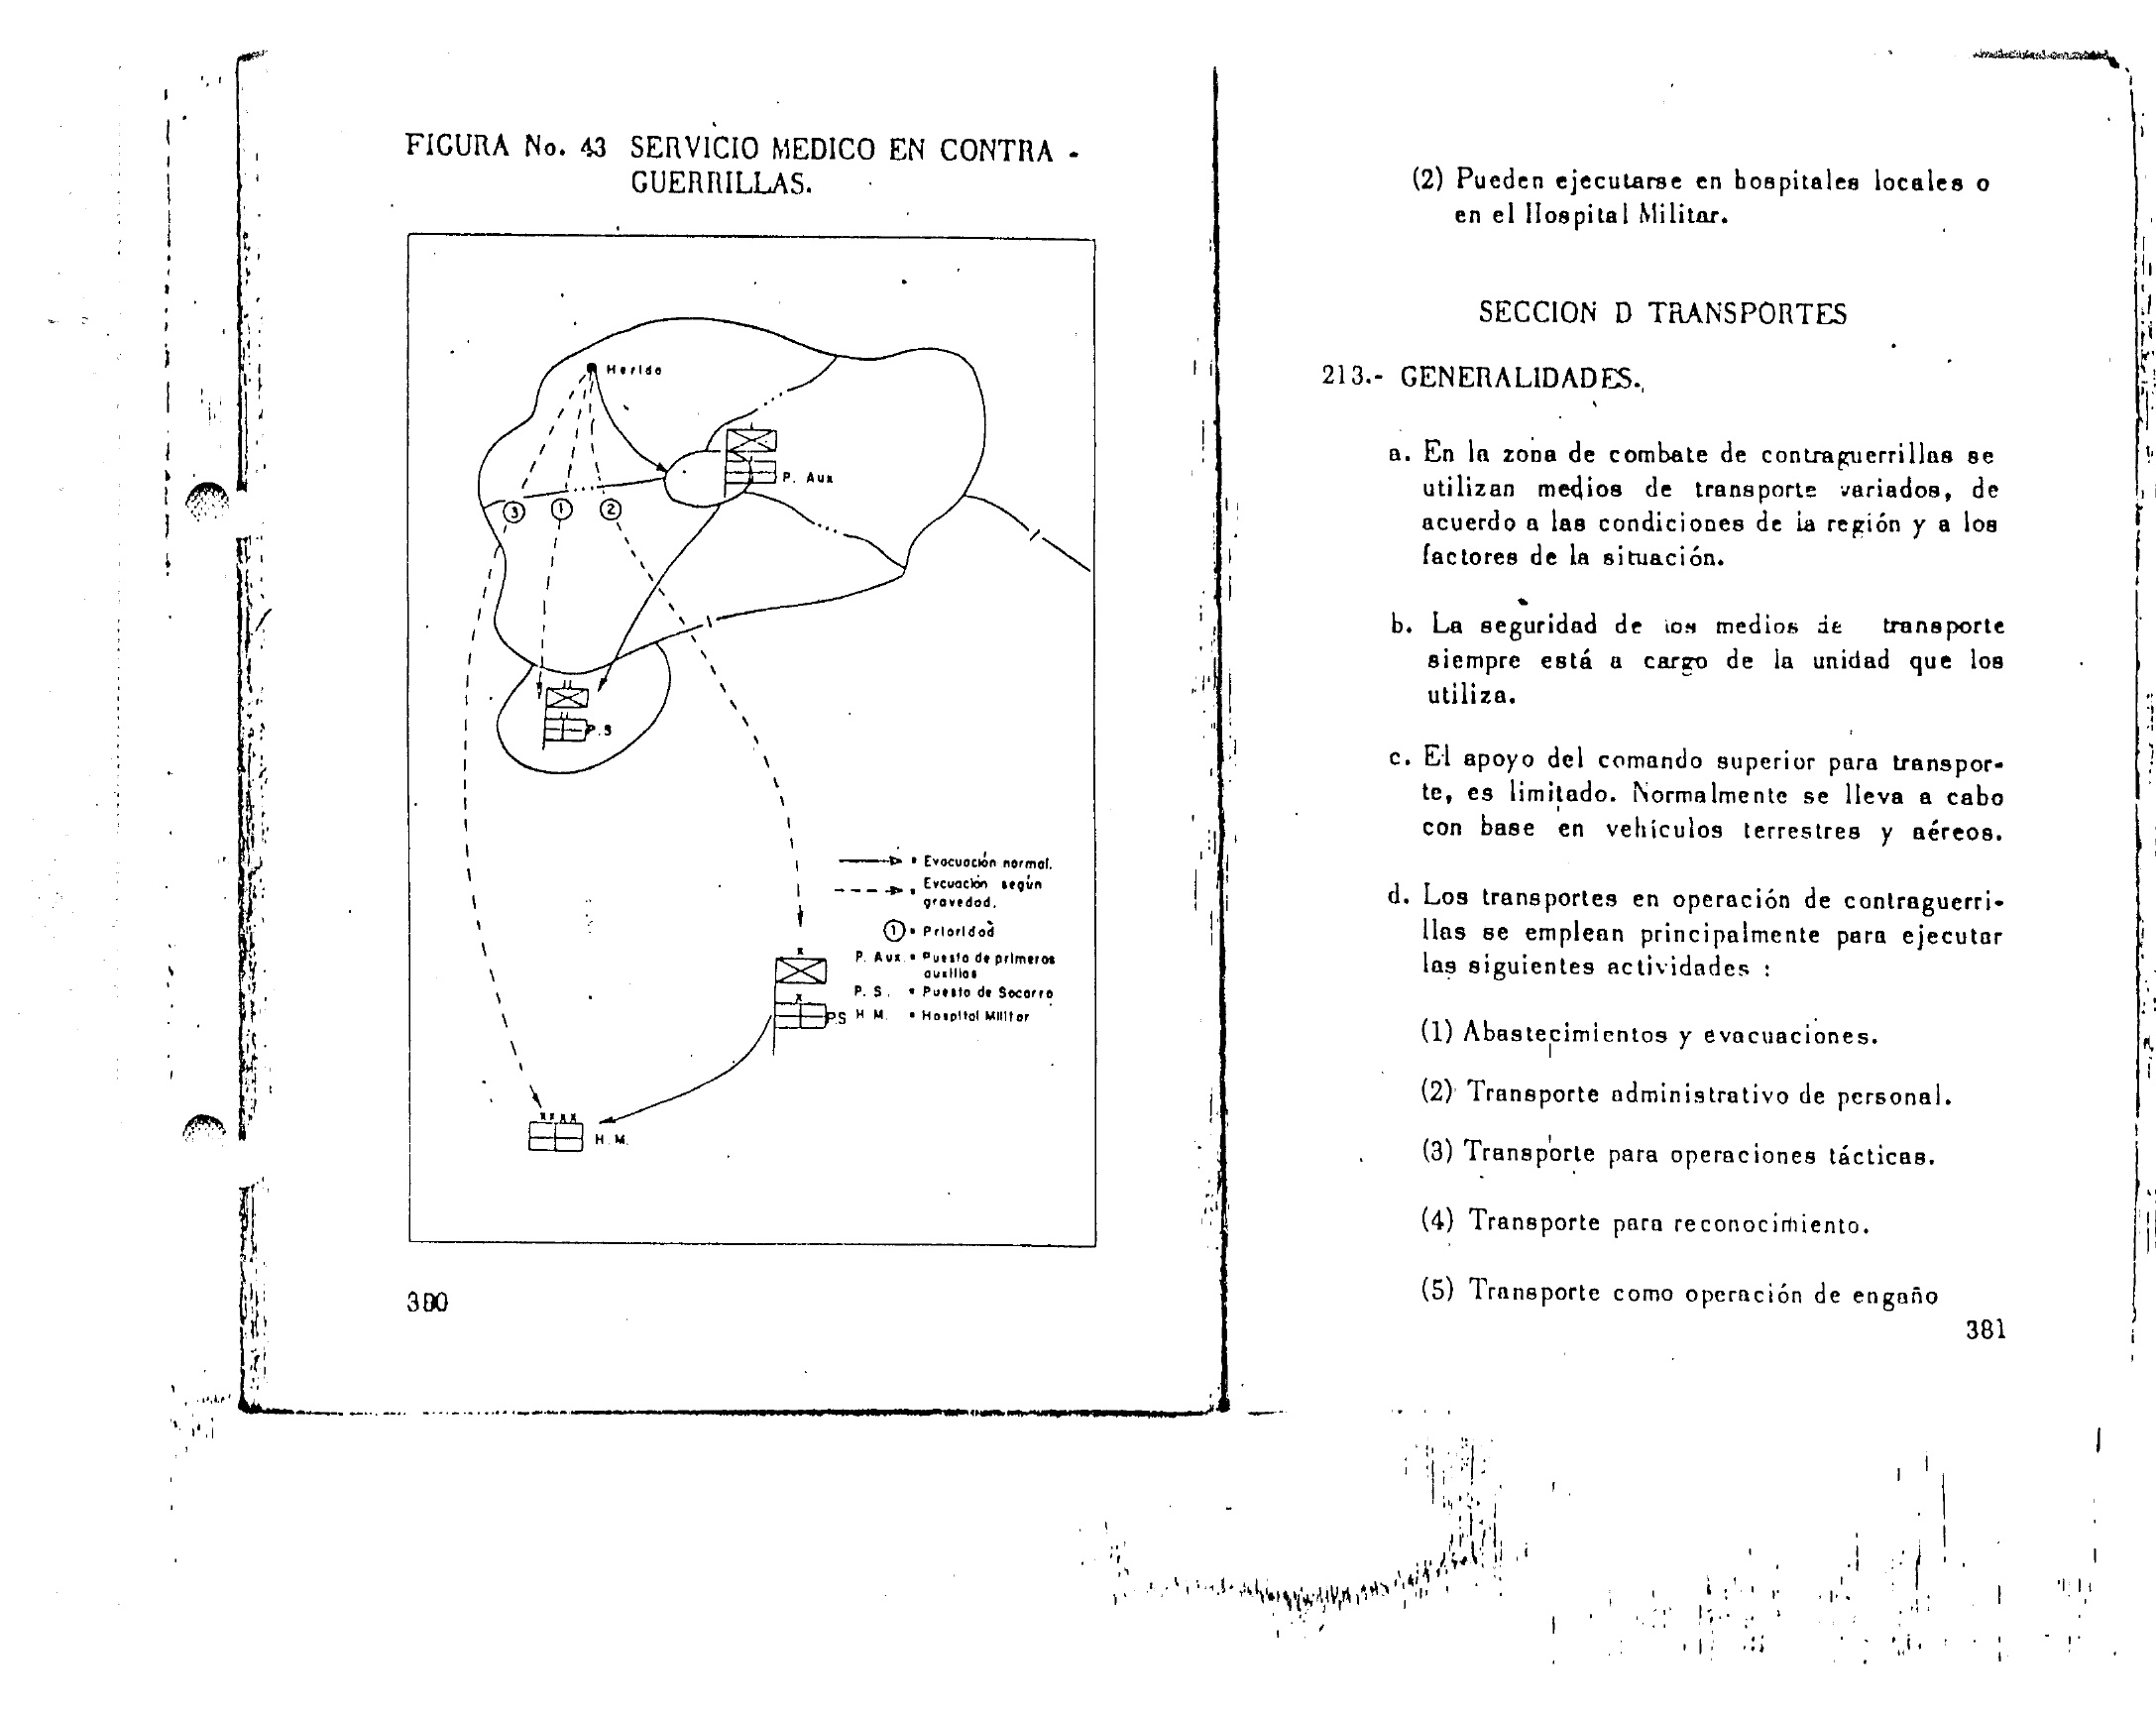 FIGURA No. 43 SERVICIO MEDICO EN CONTRA -
GUERRILLAS.
Herido
P. Aux
3 1 2
P.S
Evacuación normal.
Evcuación según
gravedad.
1 = Prioridad
P. Aux. = Puesto de primeros
auxilios
P. S. = Puesto de Socorro
H M. = Hospital Militar
PS
xxxx
H. M.
380
(2) Pueden ejecutarse en hospitales locales o
en el Hospital Militar.
SECCION D TRANSPORTES
213.- GENERALIDADES.
a. En la zona de combate de contraguerrillas se
utilizan medios de transporte variados, de
acuerdo a las condiciones de la región y a los
factores de la situación.
b. La seguridad de los medios de transporte
siempre está a cargo de la unidad que los
utiliza.
c. El apoyo del comando superior para transpor-
te, es limitado. Normalmente se lleva a cabo
con base en vehículos terrestres y aéreos.
d. Los transportes en operación de contraguerri-
llas se emplean principalmente para ejecutar
las siguientes actividades :
(1) Abastecimientos y evacuaciones.
(2) Transporte administrativo de personal.
(3) Transporte para operaciones tácticas.
(4) Transporte para reconocimiento.
(5) Transporte como operación de engaño
381